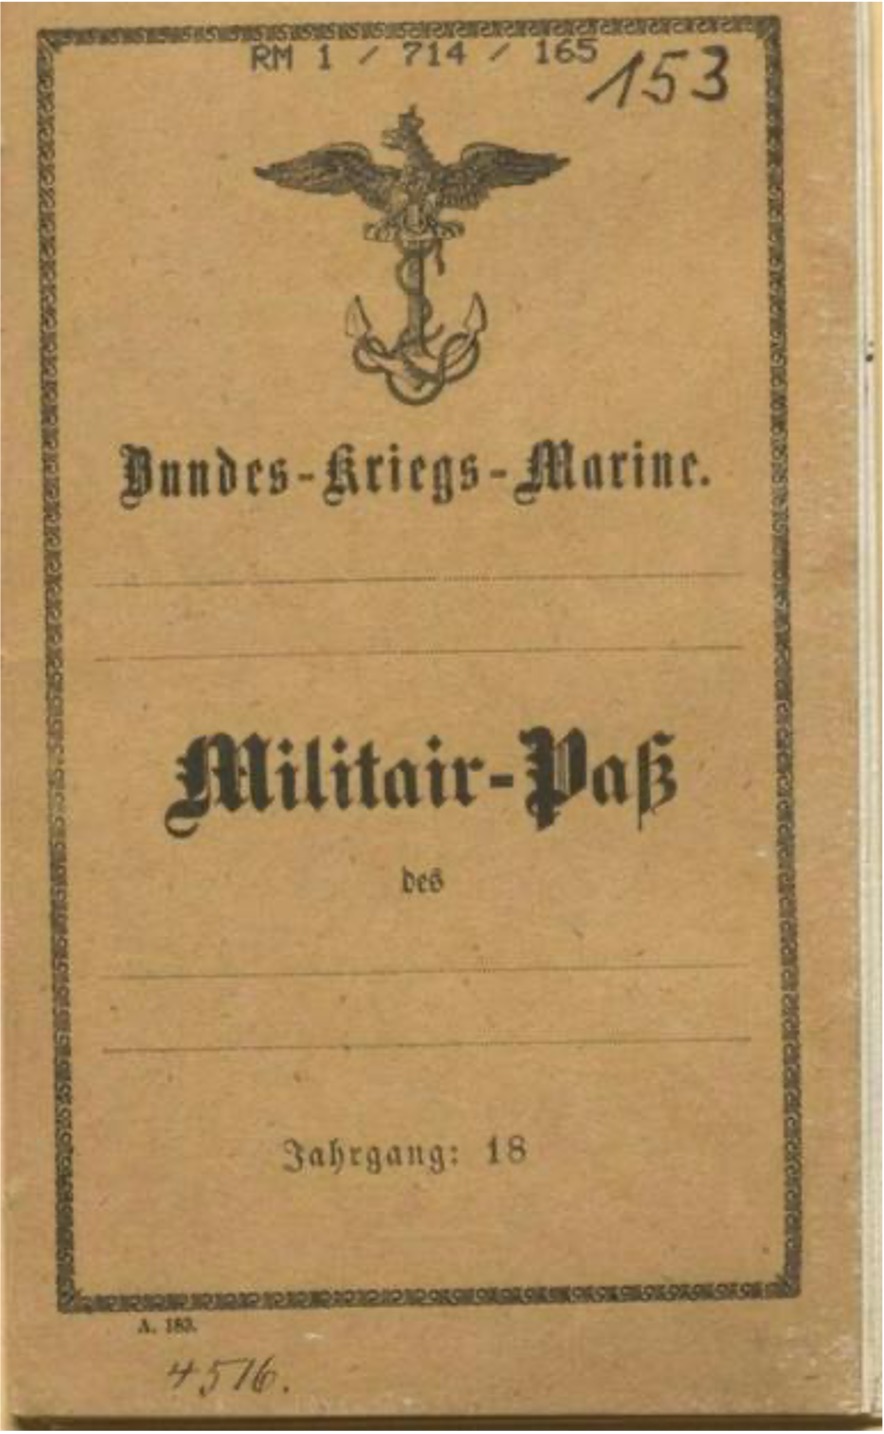 RM 1 / 714 / 165
153
Bundes-Kriegs-Marine.
Militair-Paß
des
Jahrgang: 18
A. 183.
4516.